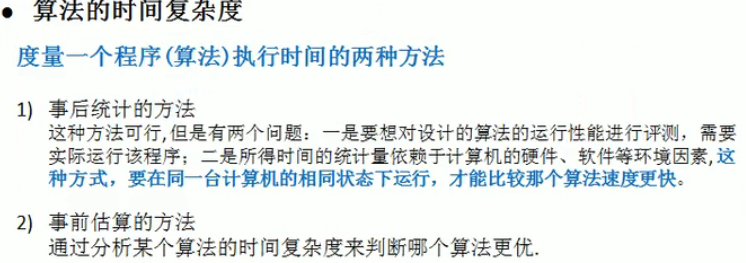 ● 算法的时间复杂度
度量一个程序(算法)执行时间的两种方法
1) 事后统计的方法
这种方法可行,但是有两个问题：一是要想对设计的算法的运行性能进行评测，需要
实际运行该程序；二是所得时间的统计量依赖于计算机的硬件、软件等环境因素,这
种方式，要在同一台计算机的相同状态下运行，才能比较那个算法速度更快。
2) 事前估算的方法
通过分析某个算法的时间复杂度来判断哪个算法更优.